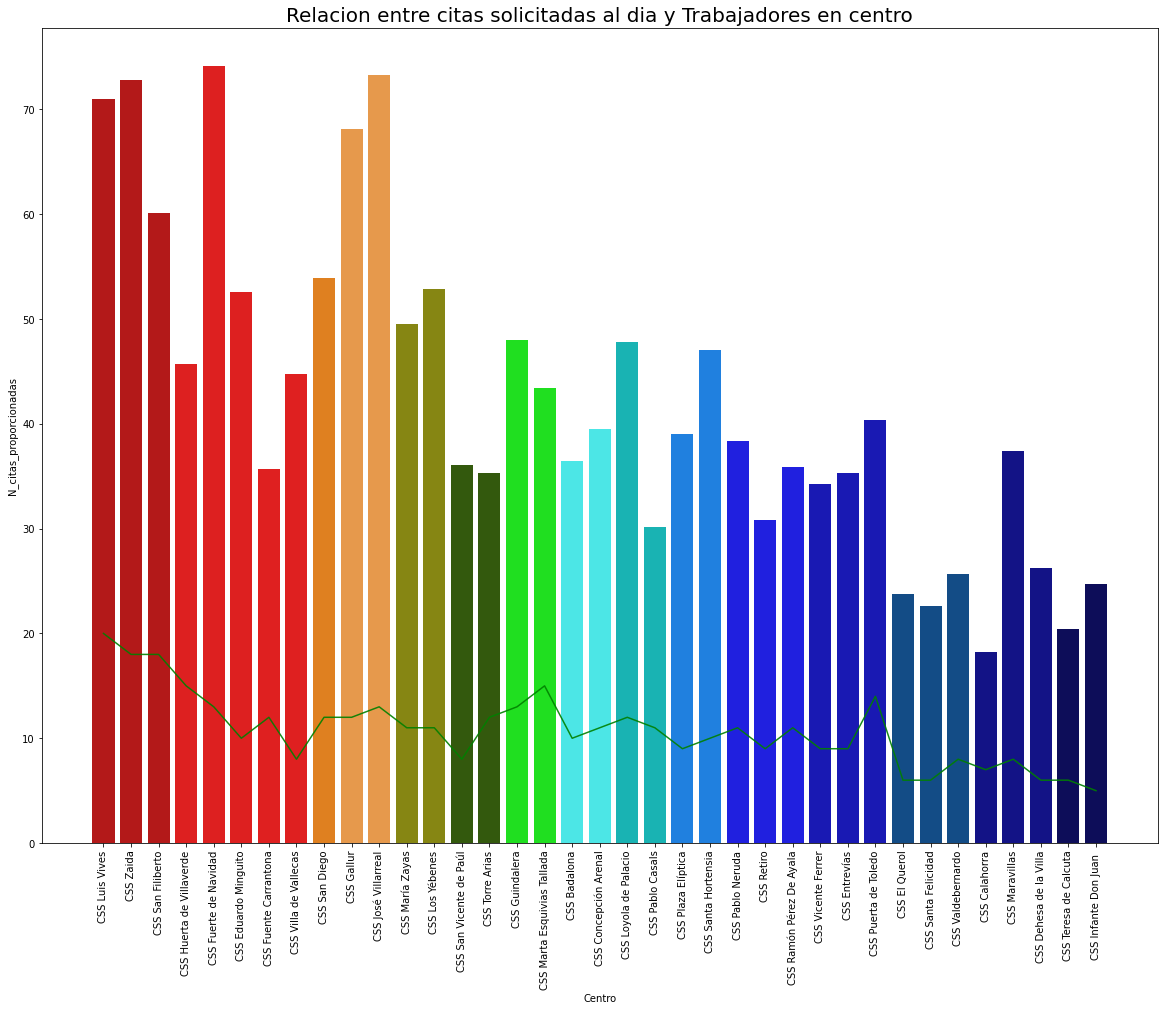 Relacion entre citas solicitadas al dia y Trabajadores en centro
N_citas_proporcionadas
70
60
50
40
30
20
10
0
CSS Luis Vives
CSS Zaida
CSS San Filiberto
CSS Huerta de Villaverde
CSS Fuerte de Navidad
CSS Eduardo Minguito
CSS Fuente Carrantona
CSS Villa de Vallecas
CSS San Diego
CSS Gallur
CSS José Villarreal
CSS María Zayas
CSS Los Yébenes
CSS San Vicente de Paúl
CSS Torre Arias
CSS Guindalera
CSS Marta Esquivias Tallada
CSS Badalona
CSS Concepción Arenal
CSS Loyola de Palacio
CSS Pablo Casals
CSS Plaza Elíptica
CSS Santa Hortensia
CSS Pablo Neruda
CSS Retiro
CSS Ramón Pérez De Ayala
CSS Vicente Ferrer
CSS Entrevías
CSS Puerta de Toledo
CSS El Querol
CSS Santa Felicidad
CSS Valdebernardo
CSS Calahorra
CSS Maravillas
CSS Dehesa de la Villa
CSS Teresa de Calcuta
CSS Infante Don Juan
Centro